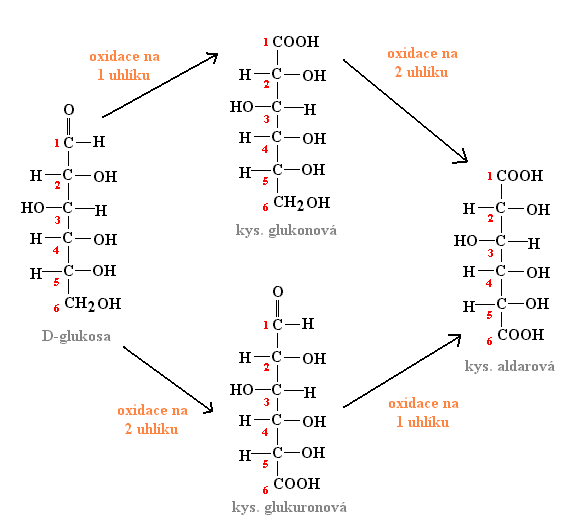 oxidace na
1 uhlíku
O
1 C H
H C OH
2
HO C H
3
H C OH
4
H C OH
5
6 CH2OH
D-glukosa
1 COOH
H C OH
2
HO C H
3
H C OH
4
H C OH
5
6 CH2OH
kys. glukonová
oxidace na
2 uhlíku
oxidace na
2 uhlíku
O
1 C H
H C OH
2
HO C H
3
H C OH
4
H C OH
5
6 COOH
kys. glukuronová
oxidace na
1 uhlíku
1 COOH
H C OH
2
HO C H
3
H C OH
4
H C OH
5
6 COOH
kys. aldarová